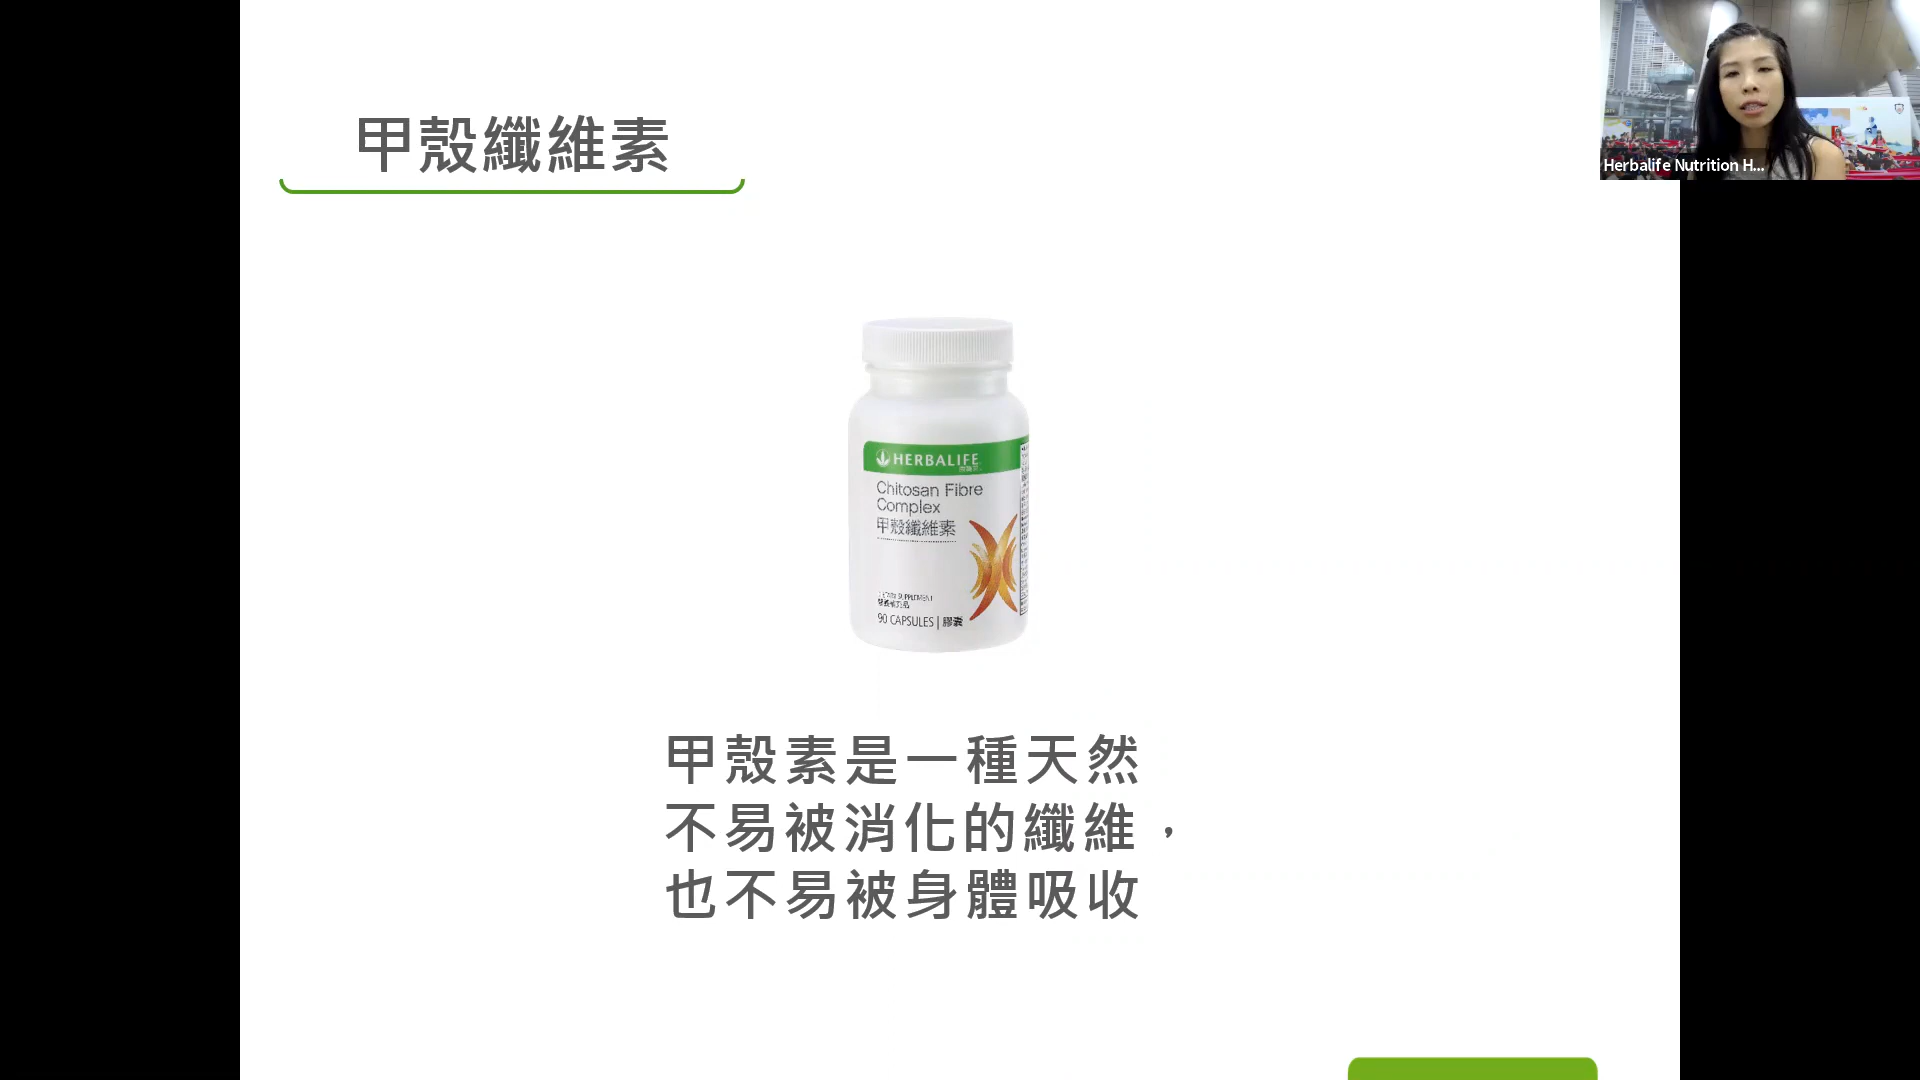 甲殼纖維素
Herbalife Nutrition H...
HERBALIFE
Chitosan Fibre
Complex
甲殼纖維素
90 CAPSULES | 膠囊
甲殼素是一種天然
不易被消化的纖維，
也不易被身體吸收